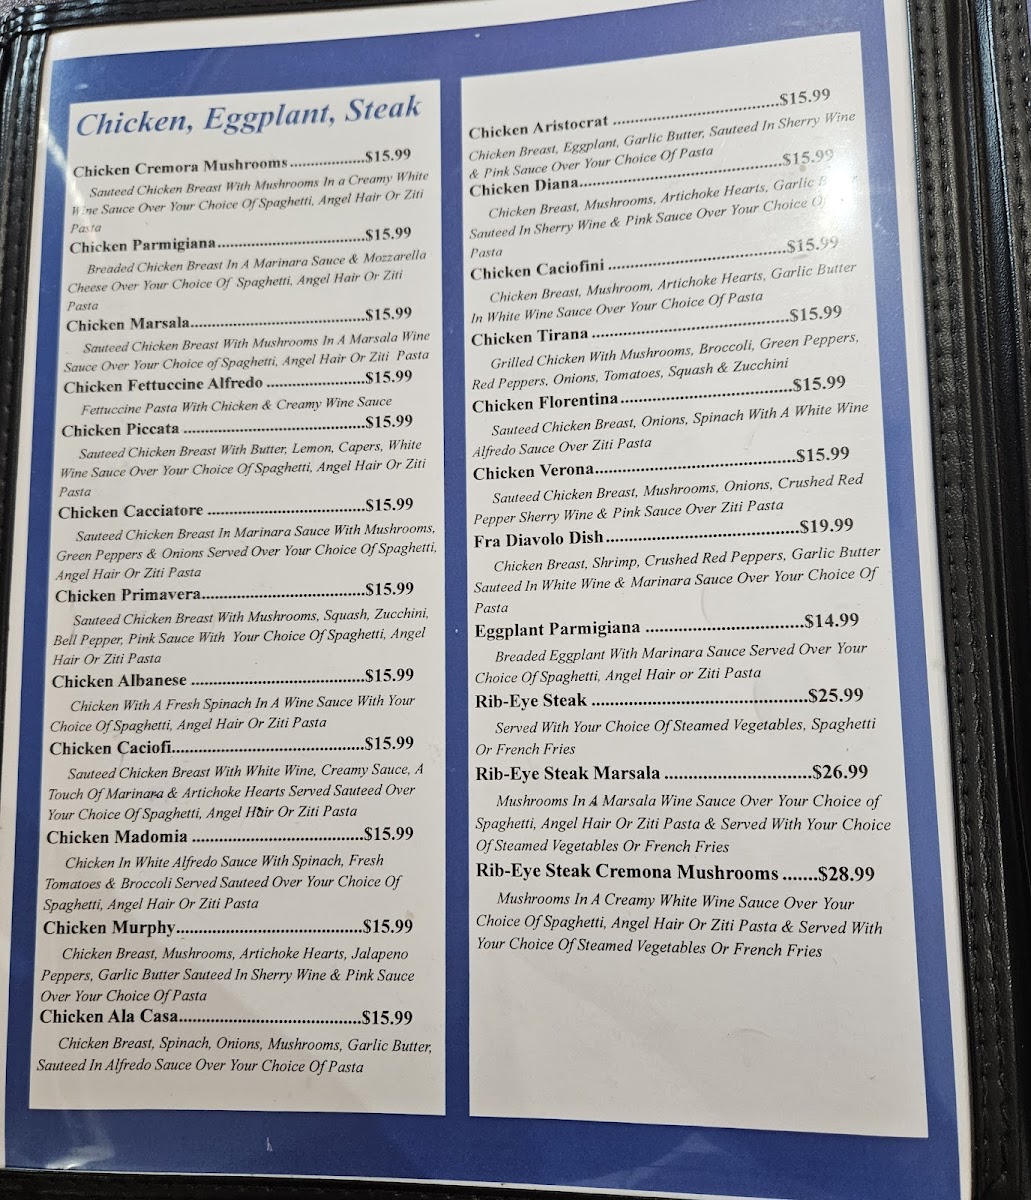 Chicken, Eggplant, Steak
Chicken Cremora Mushrooms..................$15.99
Sauteed Chicken Breast With Mushrooms In a Creamy White
Wine Sauce Over Your Choice Of Spaghetti, Angel Hair Or Ziti
Pasta
Chicken Parmigiana....................................$15.99
Breaded Chicken Breast In A Marinara Sauce & Mozzarella
Cheese Over Your Choice Of Spaghetti, Angel Hair Or Ziti
Pasta
Chicken Marsala...........................................$15.99
Sauteed Chicken Breast With Mushrooms In A Marsala Wine
Sauce Over Your Choice of Spaghetti, Angel Hair Or Ziti Pasta
Chicken Fettuccine Alfredo ........................$15.99
Fettuccine Pasta With Chicken & Creamy Wine Sauce
Chicken Piccata ............................................$15.99
Sauteed Chicken Breast With Butter, Lemon, Capers, White
Wine Sauce Over Your Choice Of Spaghetti, Angel Hair Or Ziti
Pasta
Chicken Cacciatore ......................................$15.99
Sauteed Chicken Breast In Marinara Sauce With Mushrooms,
Green Peppers & Onions Served Over Your Choice Of Spaghetti,
Angel Hair Or Ziti Pasta
Chicken Primavera.......................................$15.99
Sauteed Chicken Breast With Mushrooms, Squash, Zucchini,
Bell Pepper, Pink Sauce With Your Choice Of Spaghetti, Angel
Hair Or Ziti Pasta
Chicken Albanese ..........................................$15.99
Chicken With A Fresh Spinach In A Wine Sauce With Your
Choice Of Spaghetti, Angel Hair Or Ziti Pasta
Chicken Caciofi..............................................$15.99
Sauteed Chicken Breast With White Wine, Creamy Sauce, A
Touch Of Marinara & Artichoke Hearts Served Sauteed Over
Your Choice Of Spaghetti, Angel Hair Or Ziti Pasta
Chicken Madomia .........................................$15.99
Chicken In White Alfredo Sauce With Spinach, Fresh
Tomatoes & Broccoli Served Sauteed Over Your Choice Of
Spaghetti, Angel Hair Or Ziti Pasta
Chicken Murphy............................................$15.99
Chicken Breast, Mushrooms, Artichoke Hearts, Jalapeno
Peppers, Garlic Butter Sauteed In Sherry Wine & Pink Sauce
Over Your Choice Of Pasta
Chicken Ala Casa...........................................$15.99
Chicken Breast, Spinach, Onions, Mushrooms, Garlic Butter,
Sauteed In Alfredo Sauce Over Your Choice Of Pasta
Chicken Aristocrat ........................................$15.99
Chicken Breast, Eggplant, Garlic Butter, Sauteed In Sherry Wine
& Pink Sauce Over Your Choice Of Pasta
Chicken Diana................................................$15.99
Chicken Breast, Mushrooms, Artichoke Hearts, Garlic
Sauteed In Sherry Wine & Pink Sauce Over Your Choice Of
Pasta
Chicken Caciofini ..........................................$15.99
Chicken Breast, Mushroom, Artichoke Hearts, Garlic Butter
In White Wine Sauce Over Your Choice Of Pasta
Chicken Tirana ..............................................$15.99
Grilled Chicken With Mushrooms, Broccoli, Green Peppers,
Red Peppers, Onions, Tomatoes, Squash & Zucchini
Chicken Florentina.........................................$15.99
Sauteed Chicken Breast, Onions, Spinach With A White Wine
Alfredo Sauce Over Ziti Pasta
Chicken Verona..............................................$15.99
Sauteed Chicken Breast, Mushrooms, Onions, Crushed Red
Pepper Sherry Wine & Pink Sauce Over Ziti Pasta
Fra Diavolo Dish............................................$19.99
Chicken Breast, Shrimp, Crushed Red Peppers, Garlic Butter
Sauteed In White Wine & Marinara Sauce Over Your Choice Of
Pasta
Eggplant Parmigiana ....................................$14.99
Breaded Eggplant With Marinara Sauce Served Over Your
Choice Of Spaghetti, Angel Hair or Ziti Pasta
Rib-Eye Steak ................................................$25.99
Served With Your Choice Of Steamed Vegetables, Spaghetti
Or French Fries
Rib-Eye Steak Marsala .................................$26.99
Mushrooms In A Marsala Wine Sauce Over Your Choice of
Spaghetti, Angel Hair Or Ziti Pasta & Served With Your Choice
Of Steamed Vegetables Or French Fries
Rib-Eye Steak Cremona Mushrooms .......$28.99
Mushrooms In A Creamy White Wine Sauce Over Your
Choice Of Spaghetti, Angel Hair Or Ziti Pasta & Served With
Your Choice Of Steamed Vegetables Or French Fries